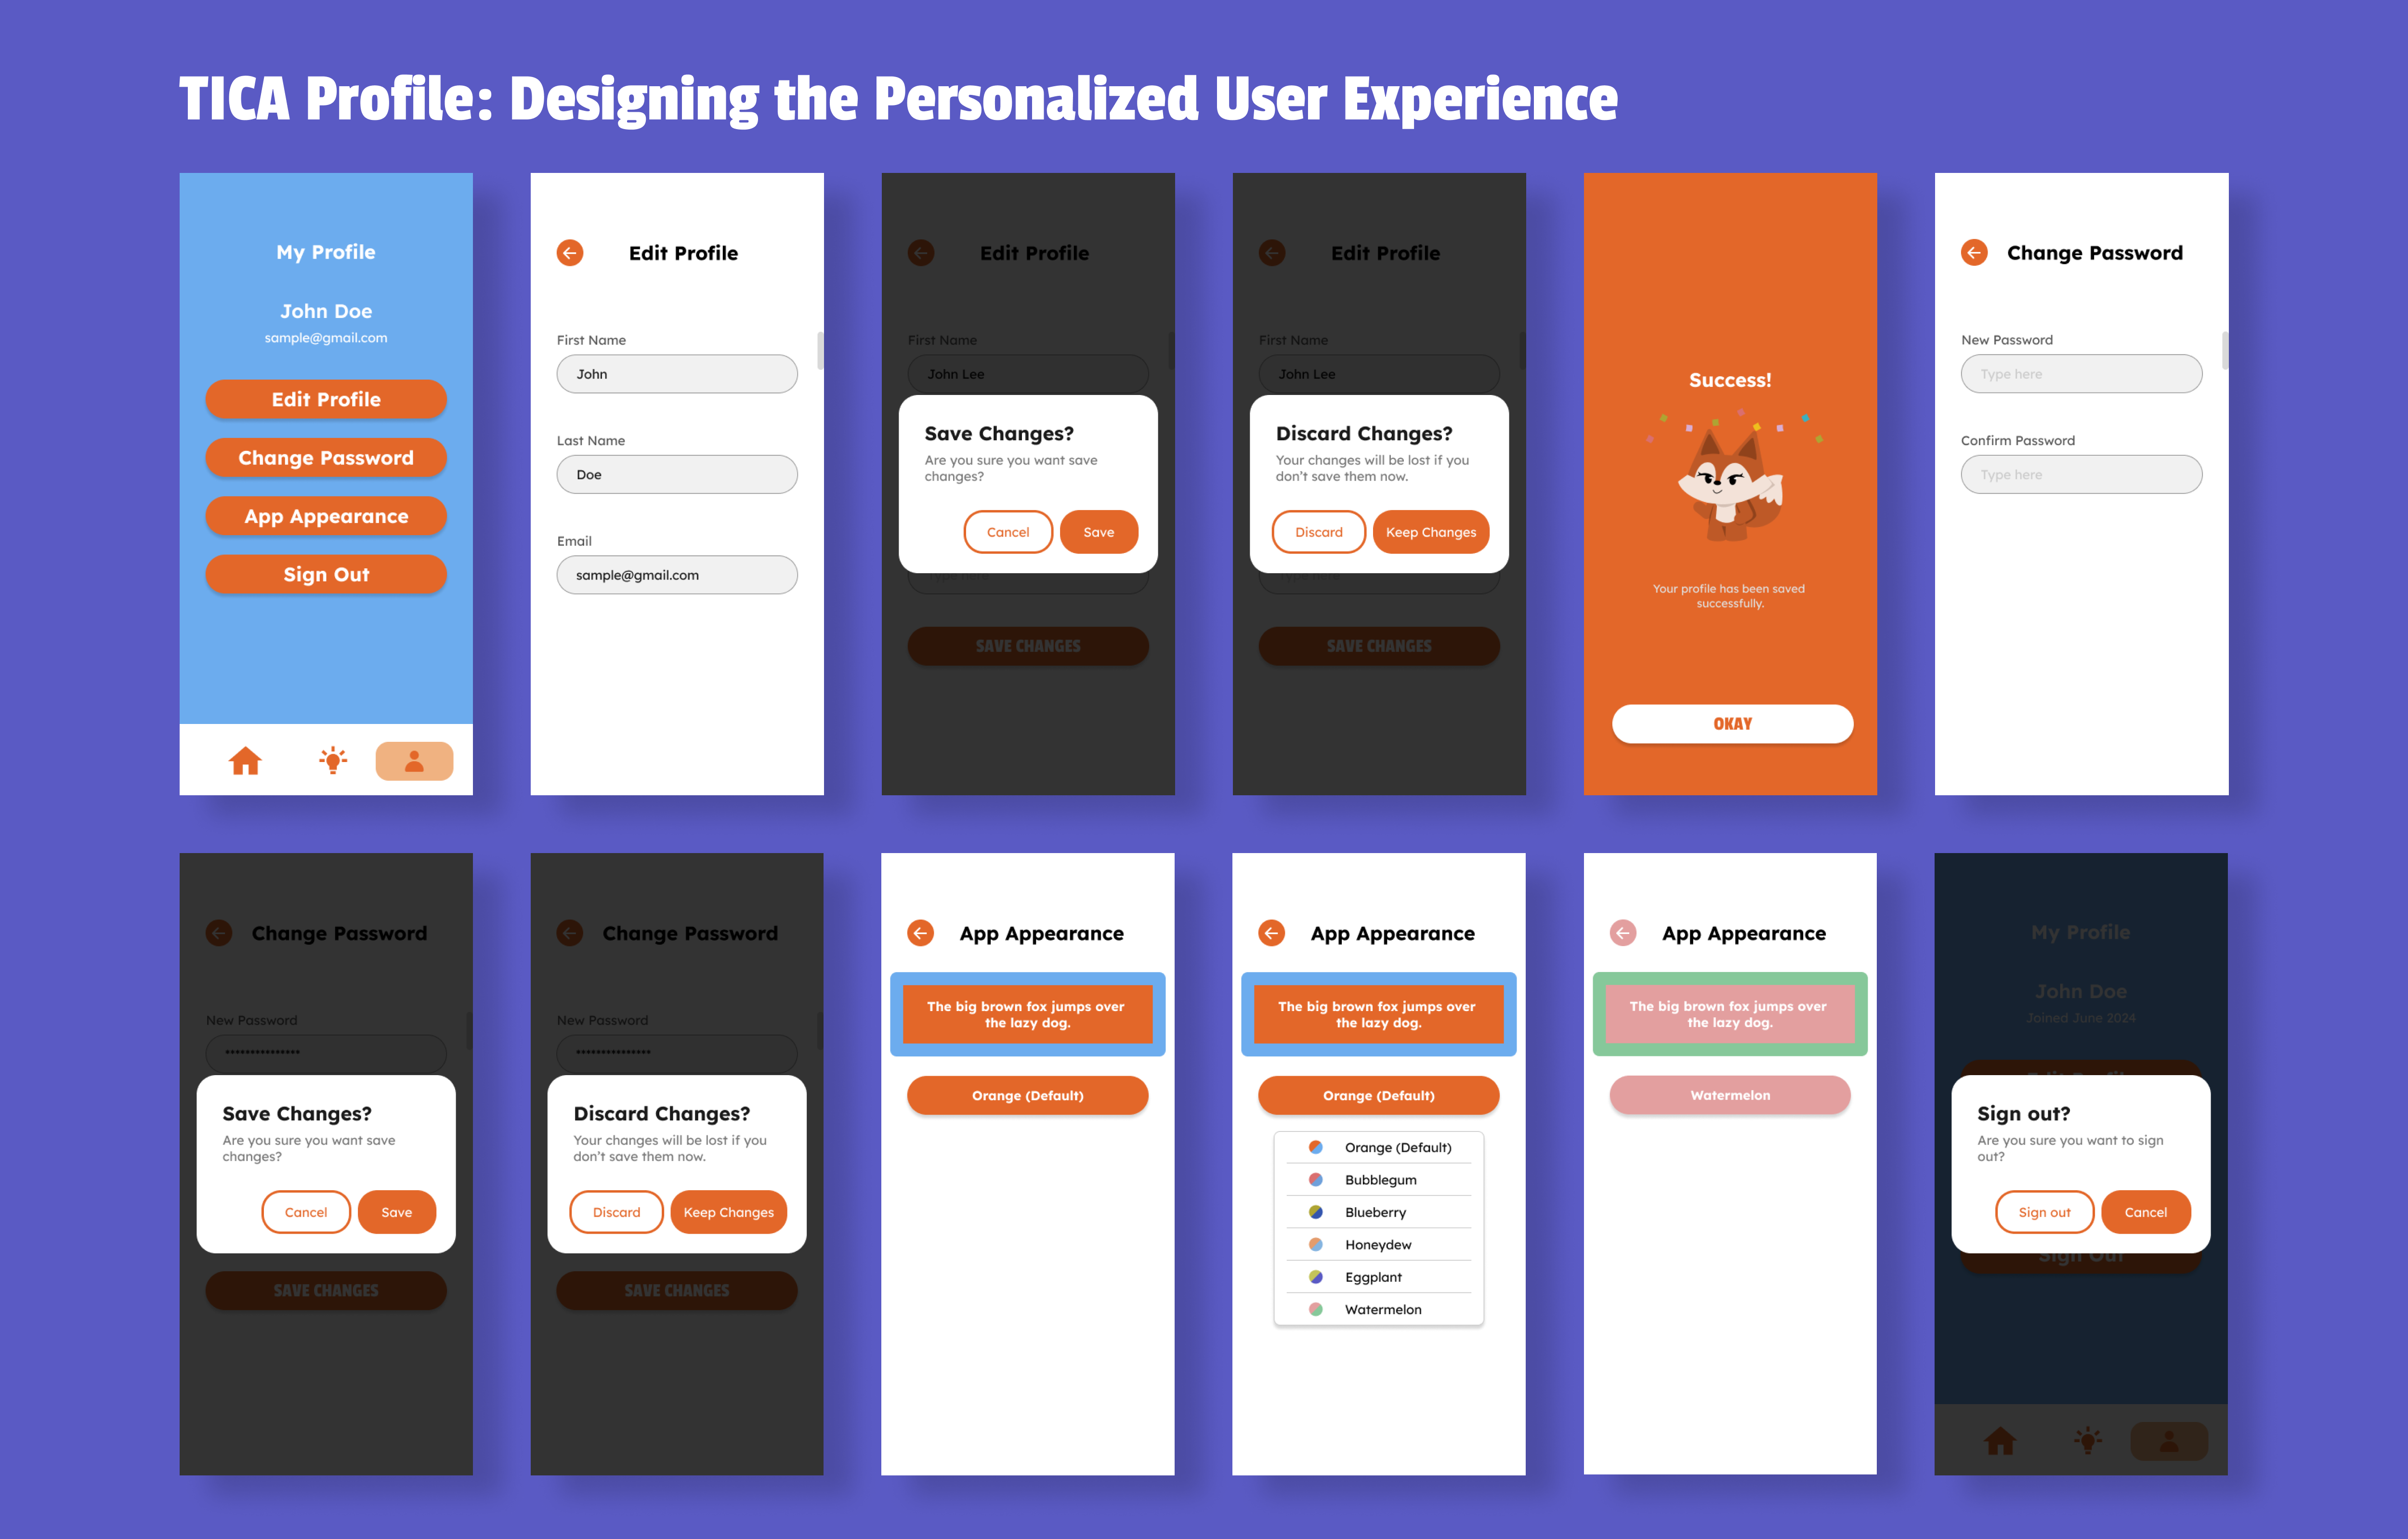 TICA Profile: Designing the Personalized User Experience
My Profile
John Doe
sample@gmail.com
Edit Profile
Change Password
App Appearance
Sign Out
Edit Profile
First Name
John
Last Name
Doe
Email
sample@gmail.com
Edit Profile
First Name
John Lee
Save Changes?
Are you sure you want save
changes?
Cancel
Save
Type here
SAVE CHANGES
Edit Profile
First Name
John Lee
Discard Changes?
Your changes will be lost if you
don't save them now.
Discard
Keep Changes
Type here
SAVE CHANGES
Success!
Your profile has been saved
successfully.
OKAY
Change Password
New Password
Type here
Confirm Password
Type here
Change Password
New Password
•••••••••••••••
Save Changes?
Are you sure you want save
changes?
Cancel
Save
SAVE CHANGES
Change Password
New Password
•••••••••••••••
Discard Changes?
Your changes will be lost if you
don't save them now.
Discard
Keep Changes
SAVE CHANGES
App Appearance
The big brown fox jumps over
the lazy dog.
Orange (Default)
App Appearance
The big brown fox jumps over
the lazy dog.
Orange (Default)
Orange (Default)
Bubblegum
Blueberry
Honeydew
Eggplant
Watermelon
App Appearance
The big brown fox jumps over
the lazy dog.
Watermelon
My Profile
John Doe
Joined June 2024
Edit Profile
Sign out?
Are you sure you want to sign
out?
Sign out
Cancel
Sign Out